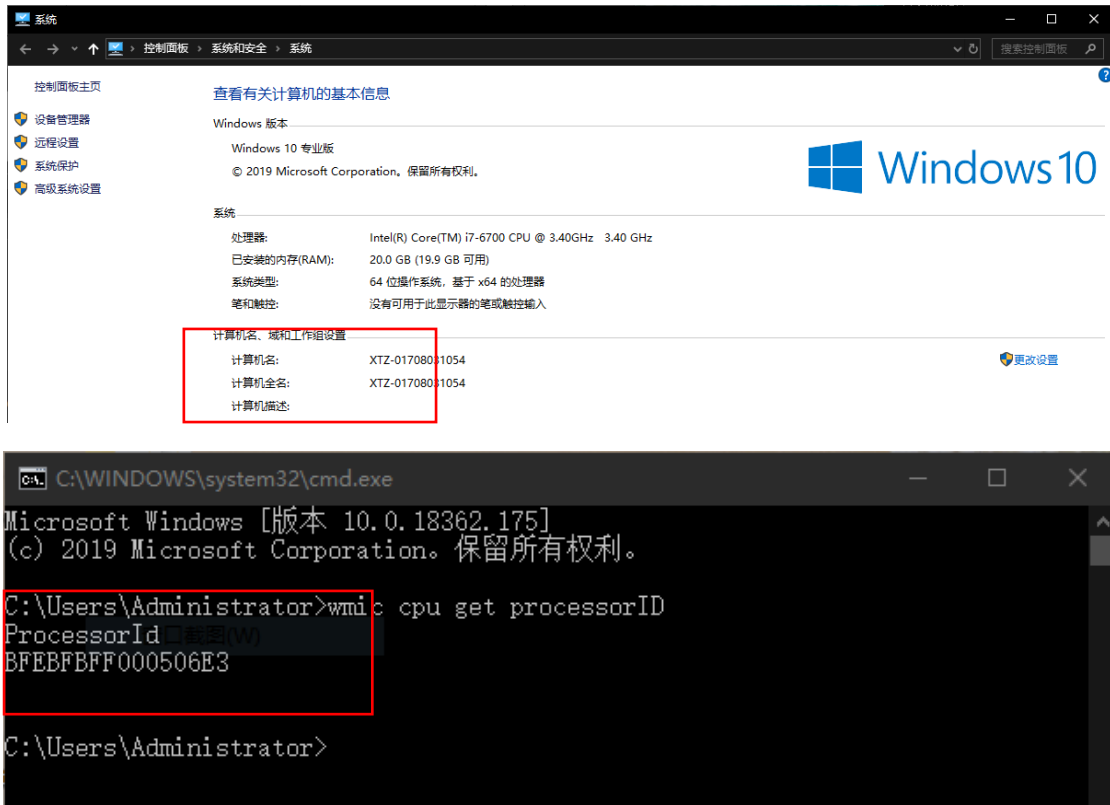 系统
控制面板 › 系统和安全 › 系统
搜索控制面板
控制面板主页
设备管理器
远程设置
系统保护
高级系统设置
查看有关计算机的基本信息
Windows 版本
Windows 10 专业版
© 2019 Microsoft Corporation。保留所有权利。
Windows 10
系统
处理器: Intel(R) Core(TM) i7-6700 CPU @ 3.40GHz 3.40 GHz
已安装的内存(RAM): 20.0 GB (19.9 GB 可用)
系统类型: 64 位操作系统, 基于 x64 的处理器
笔和触控: 没有可用于此显示器的笔或触控输入
计算机名、域和工作组设置
计算机名: XTZ-01708031054
更改设置
计算机全名: XTZ-01708031054
计算机描述:
C:\WINDOWS\system32\cmd.exe
Microsoft Windows [版本 10.0.18362.175]
(c) 2019 Microsoft Corporation。保留所有权利。
C:\Users\Administrator>wmic cpu get processorID
ProcessorId
截图(W)
BFEBFBFF000506E3
C:\Users\Administrator>